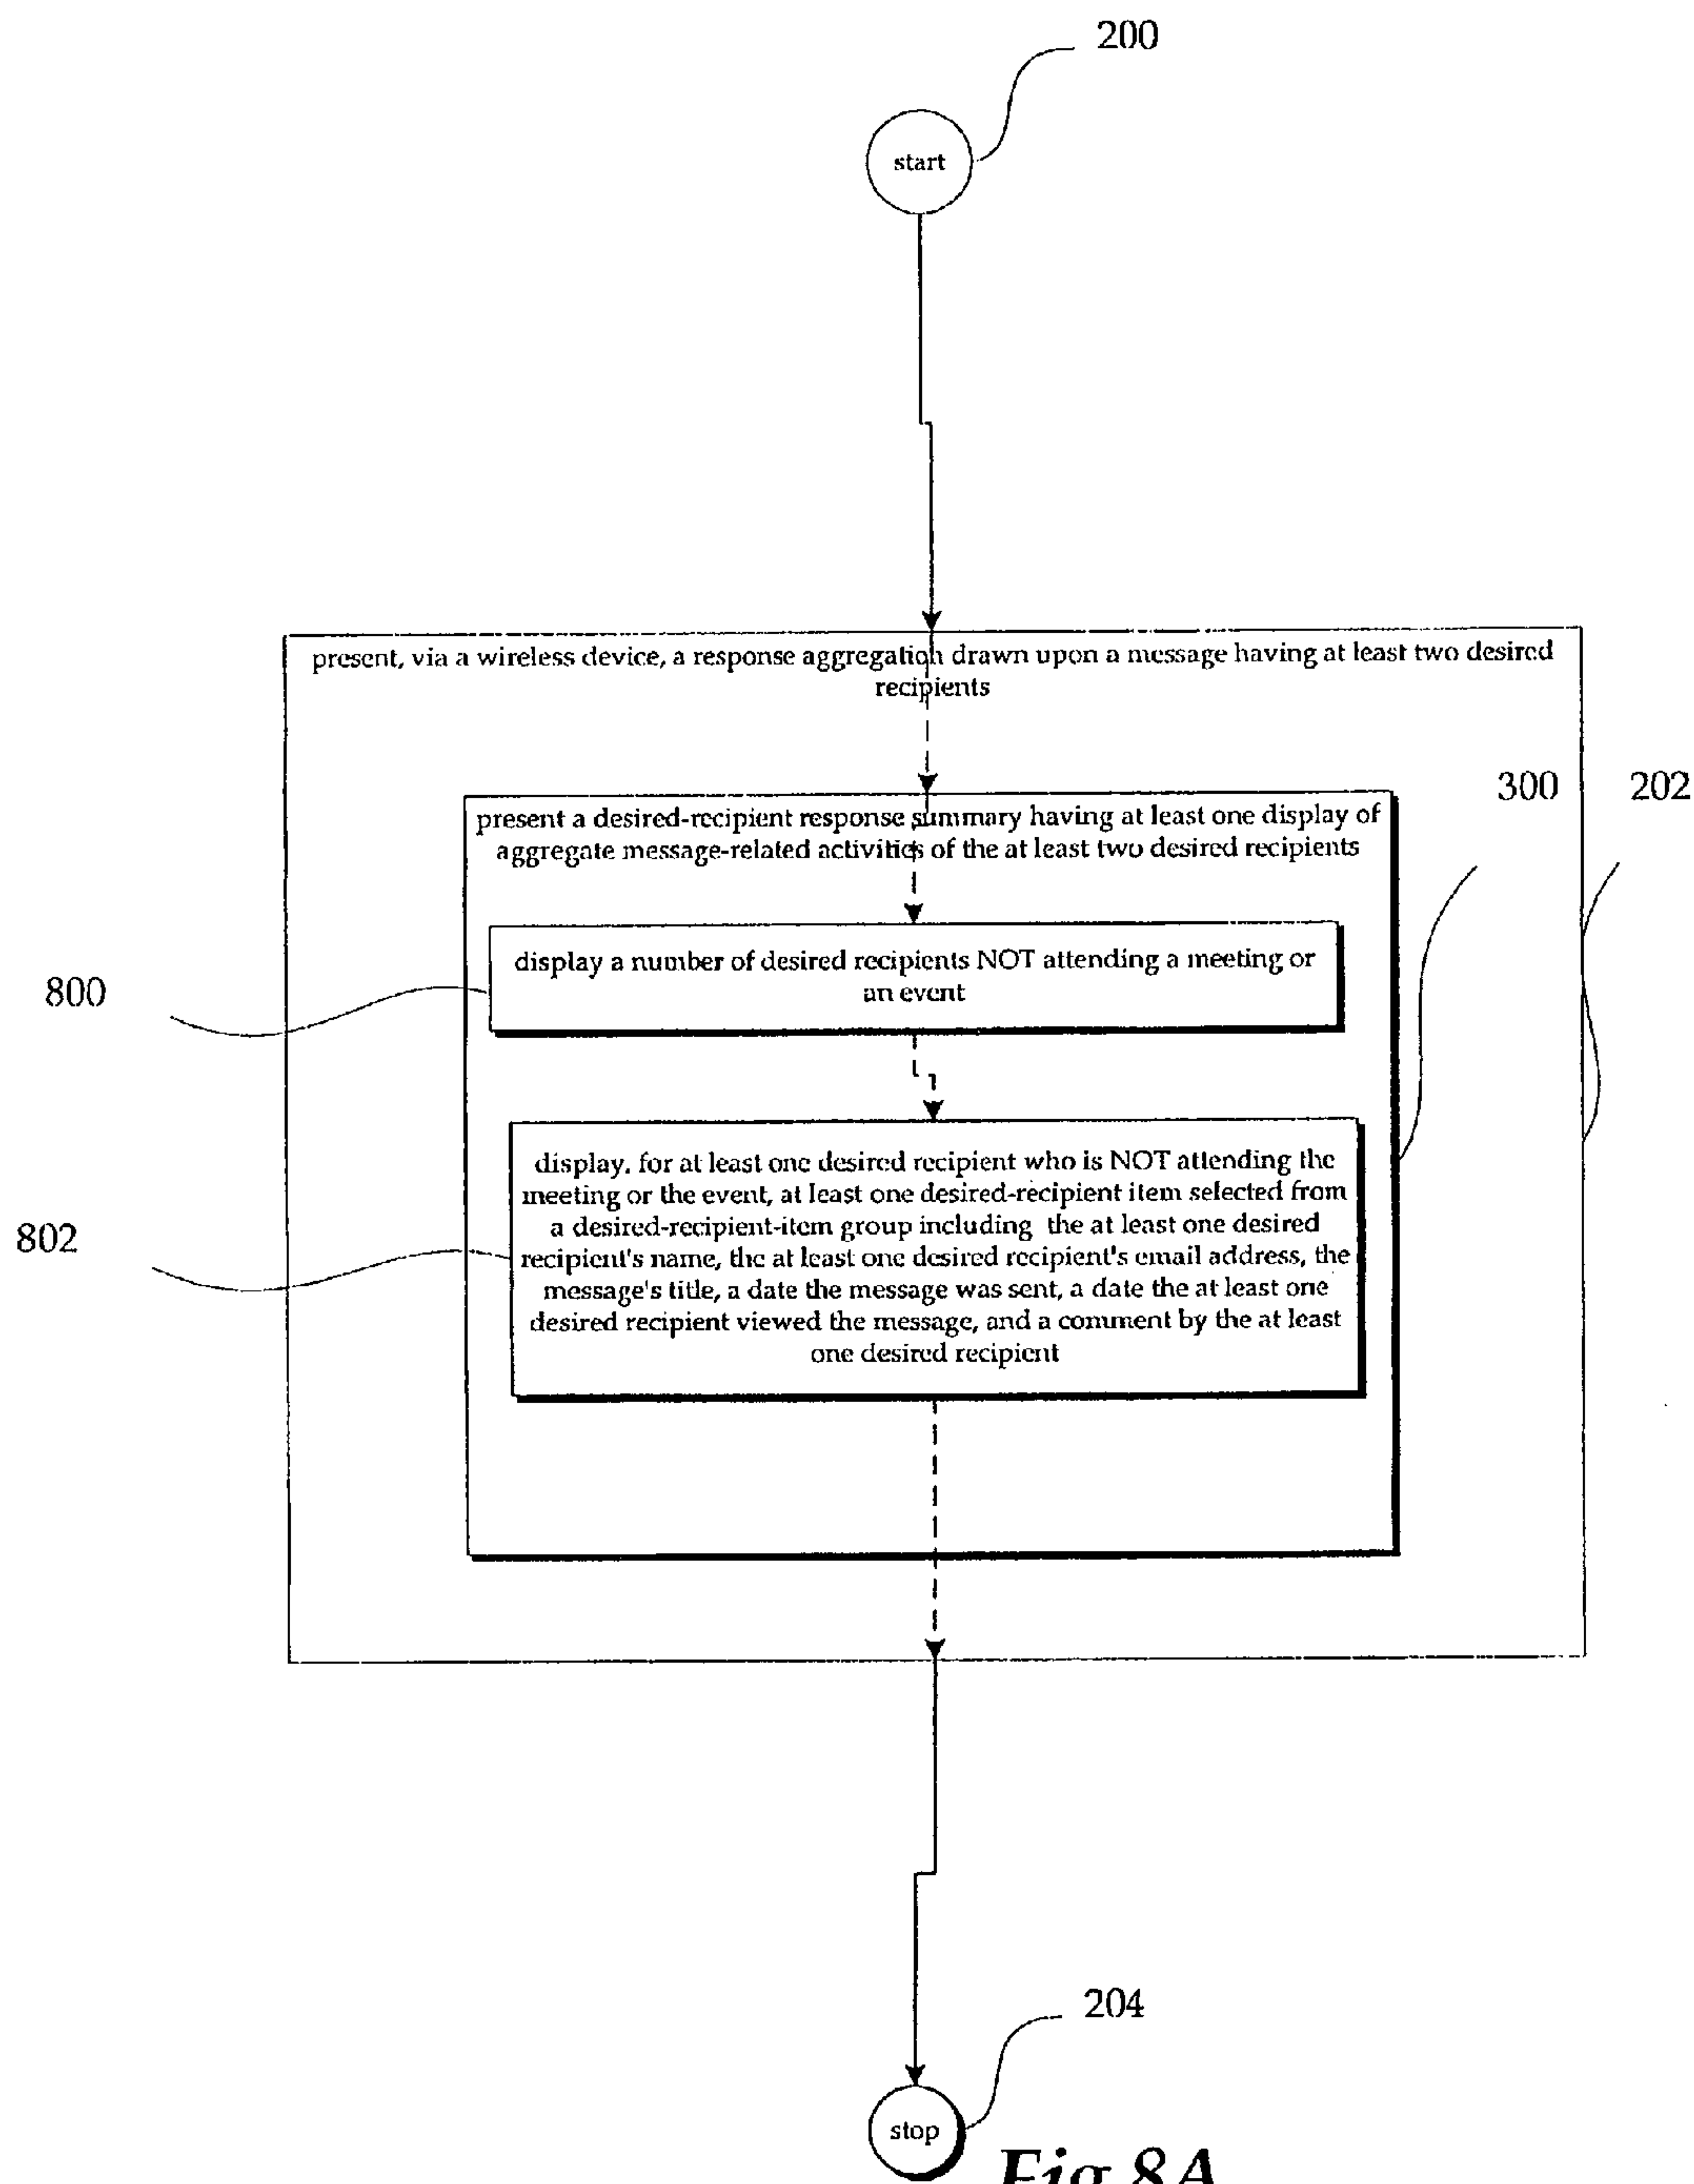 200
start
present, via a wireless device, a response aggregation drawn upon a message having at least two desired
recipients
300
202
present a desired-recipient response summary having at least one display of
aggregate message-related activities of the at least two desired recipients
display a number of desired recipients NOT attending a meeting or
an event
800
display, for at least one desired recipient who is NOT attending the
meeting or the event, at least one desired-recipient item selected from
a desired-recipient-item group including the at least one desired
recipient's name, the at least one desired recipient's email address, the
message's title, a date the message was sent, a date the at least one
desired recipient viewed the message, and a comment by the at least
one desired recipient
802
204
stop
Fig 8A